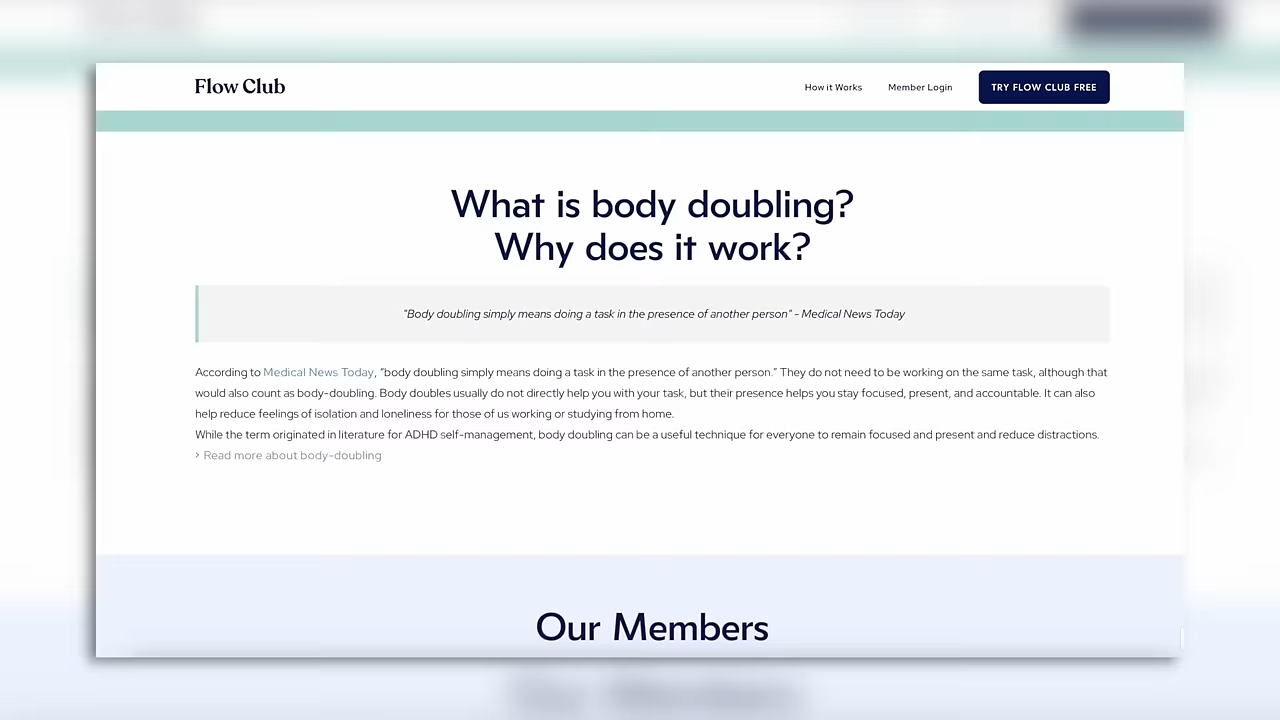 Flow Club
How it Works
Member Login
TRY FLOW CLUB FREE
What is body doubling?
Why does it work?
"Body doubling simply means doing a task in the presence of another person" - Medical News Today
According to Medical News Today, "body doubling simply means doing a task in the presence of another person." They do not need to be working on the same task, although that
would also count as body-doubling. Body doubles usually do not directly help you with your task, but their presence helps you stay focused, present, and accountable. It can also
help reduce feelings of isolation and loneliness for those of us working or studying from home.
While the term originated in literature for ADHD self-management, body doubling can be a useful technique for everyone to remain focused and present and reduce distractions.
› Read more about body-doubling
Our Members